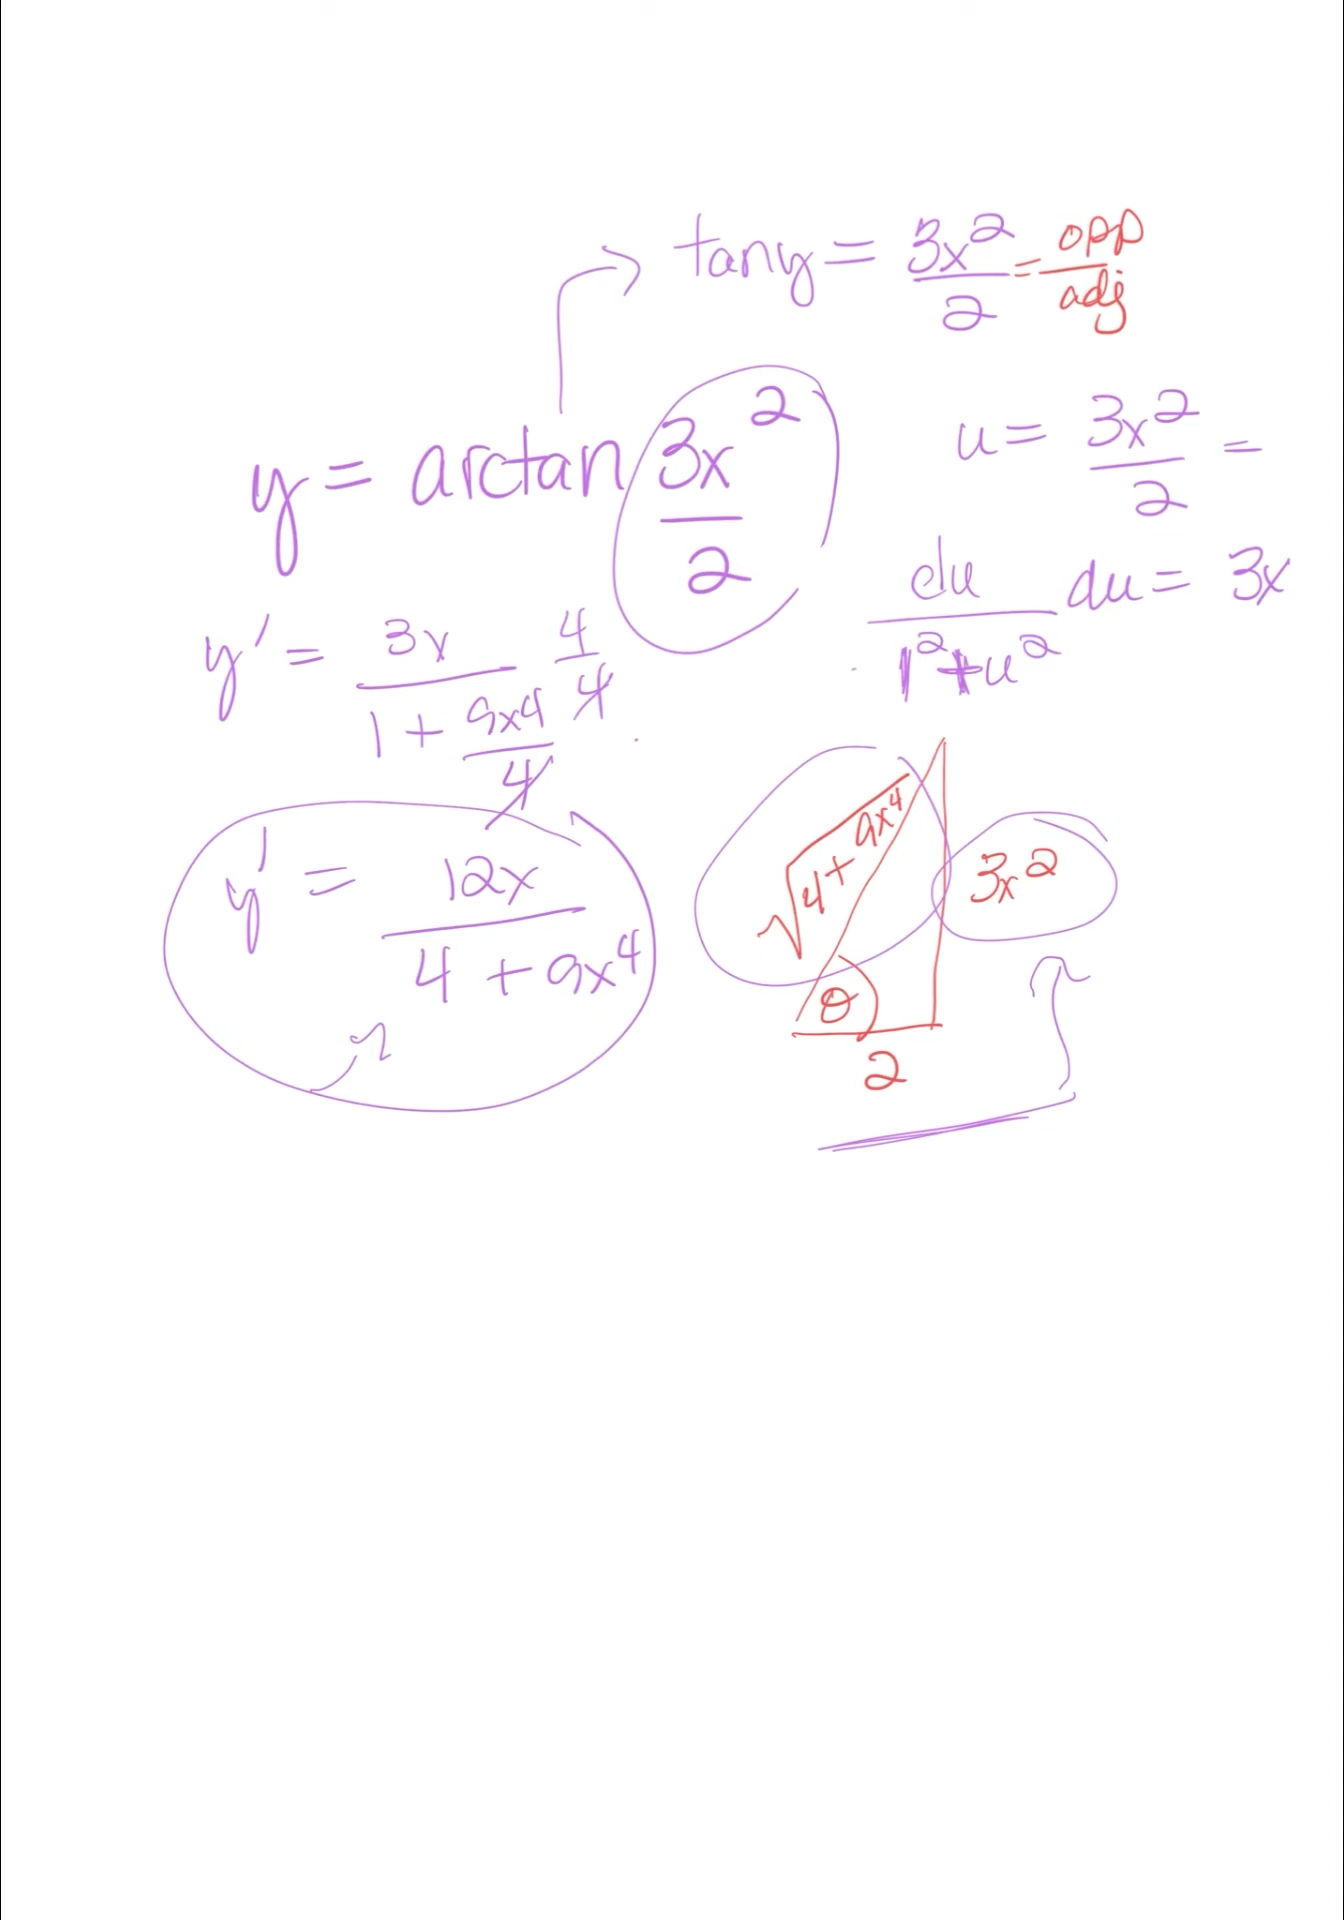 tany = 3x²/2 = opp/adj
y = arctan 3x²/2
u = 3x²/2 =
du/1²+u² du = 3x
y' = 3x/1 + 9x4/4 4/4
y' = 12x/4 + 9x⁴
√4 + 9x⁴
3x²
θ
2